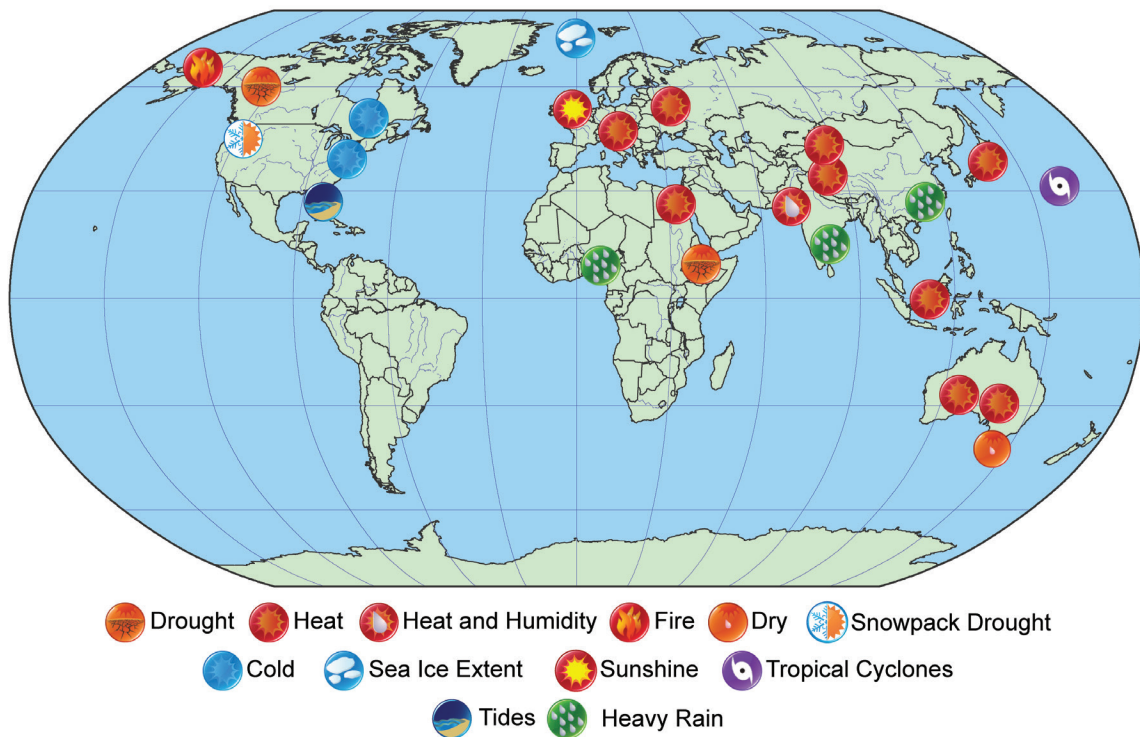 Drought Heat Heat and Humidity Fire Dry Snowpack Drought
Cold Sea Ice Extent Sunshine Tropical Cyclones
Tides Heavy Rain